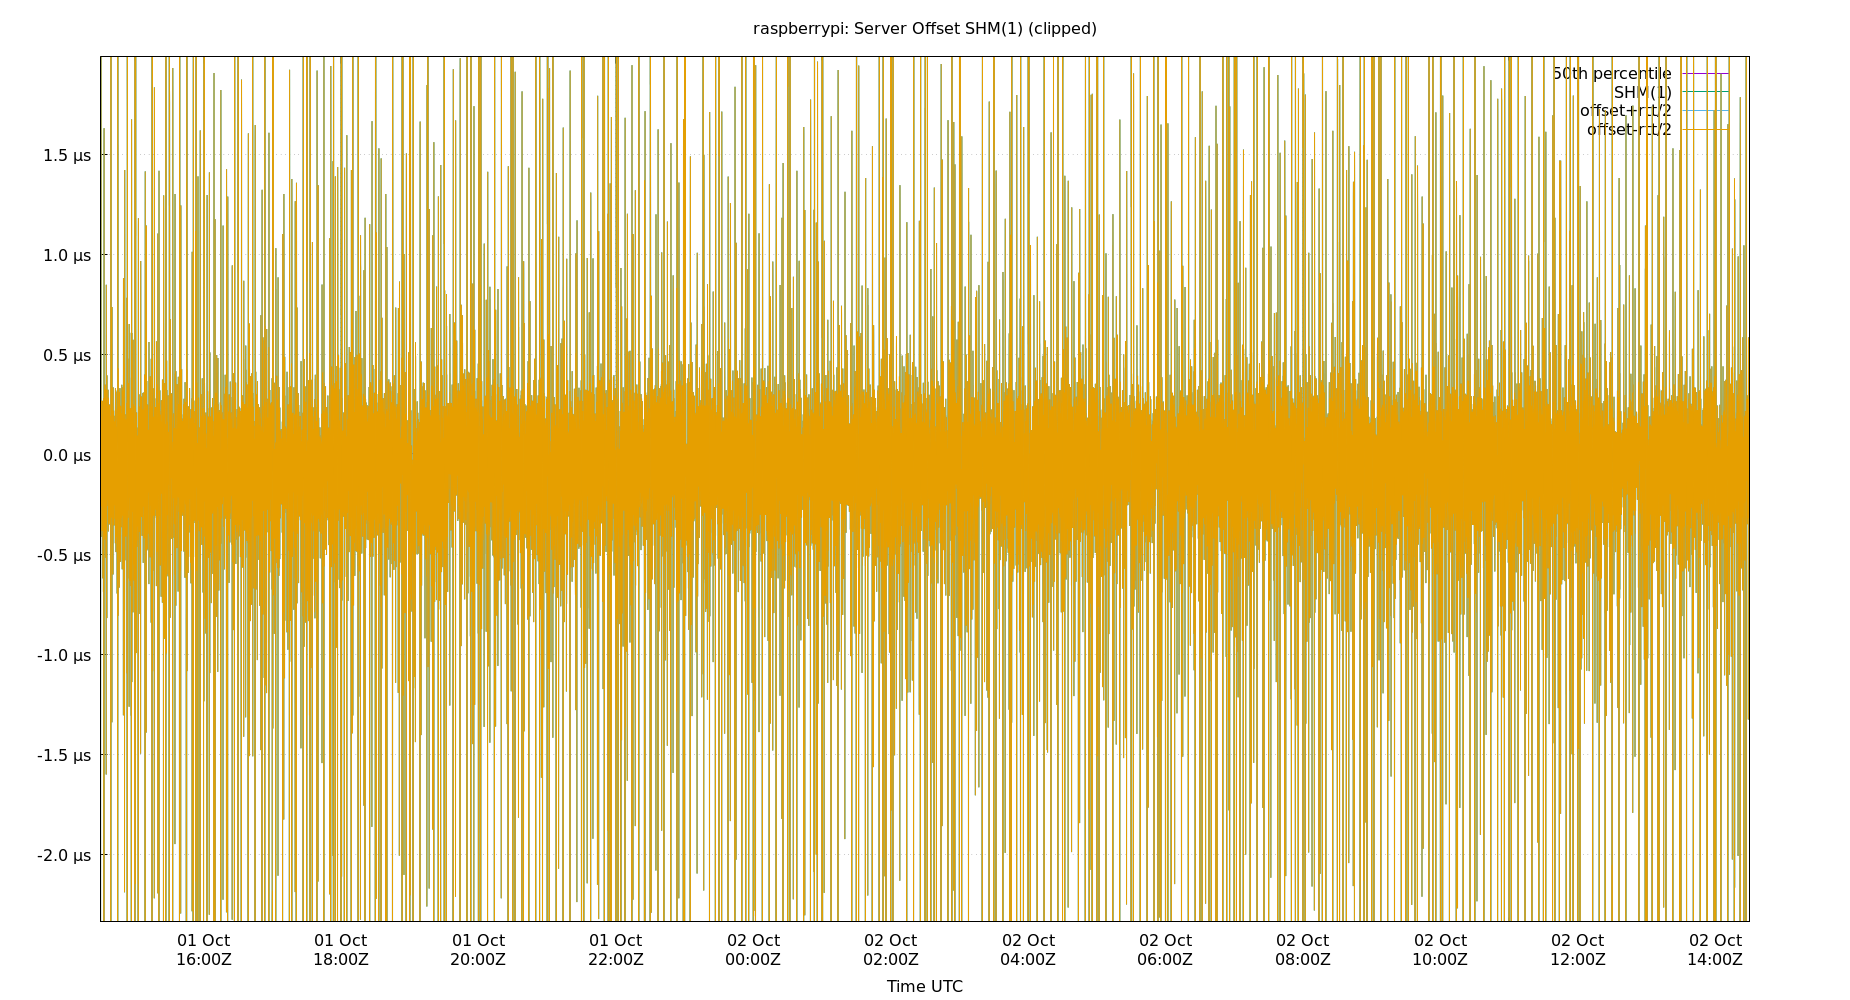 raspberrypi: Server Offset SHM(1) (clipped)
50th percentile
SHM(1)
offset+rtt/2
offset-rtt/2
1.5 µs
1.0 µs
0.5 µs
0.0 µs
-0.5 µs
-1.0 µs
-1.5 µs
-2.0 µs
01 Oct 01 Oct 01 Oct 01 Oct 02 Oct 02 Oct 02 Oct 02 Oct 02 Oct 02 Oct 02 Oct 02 Oct
16:00Z 18:00Z 20:00Z 22:00Z 00:00Z 02:00Z 04:00Z 06:00Z 08:00Z 10:00Z 12:00Z 14:00Z
Time UTC